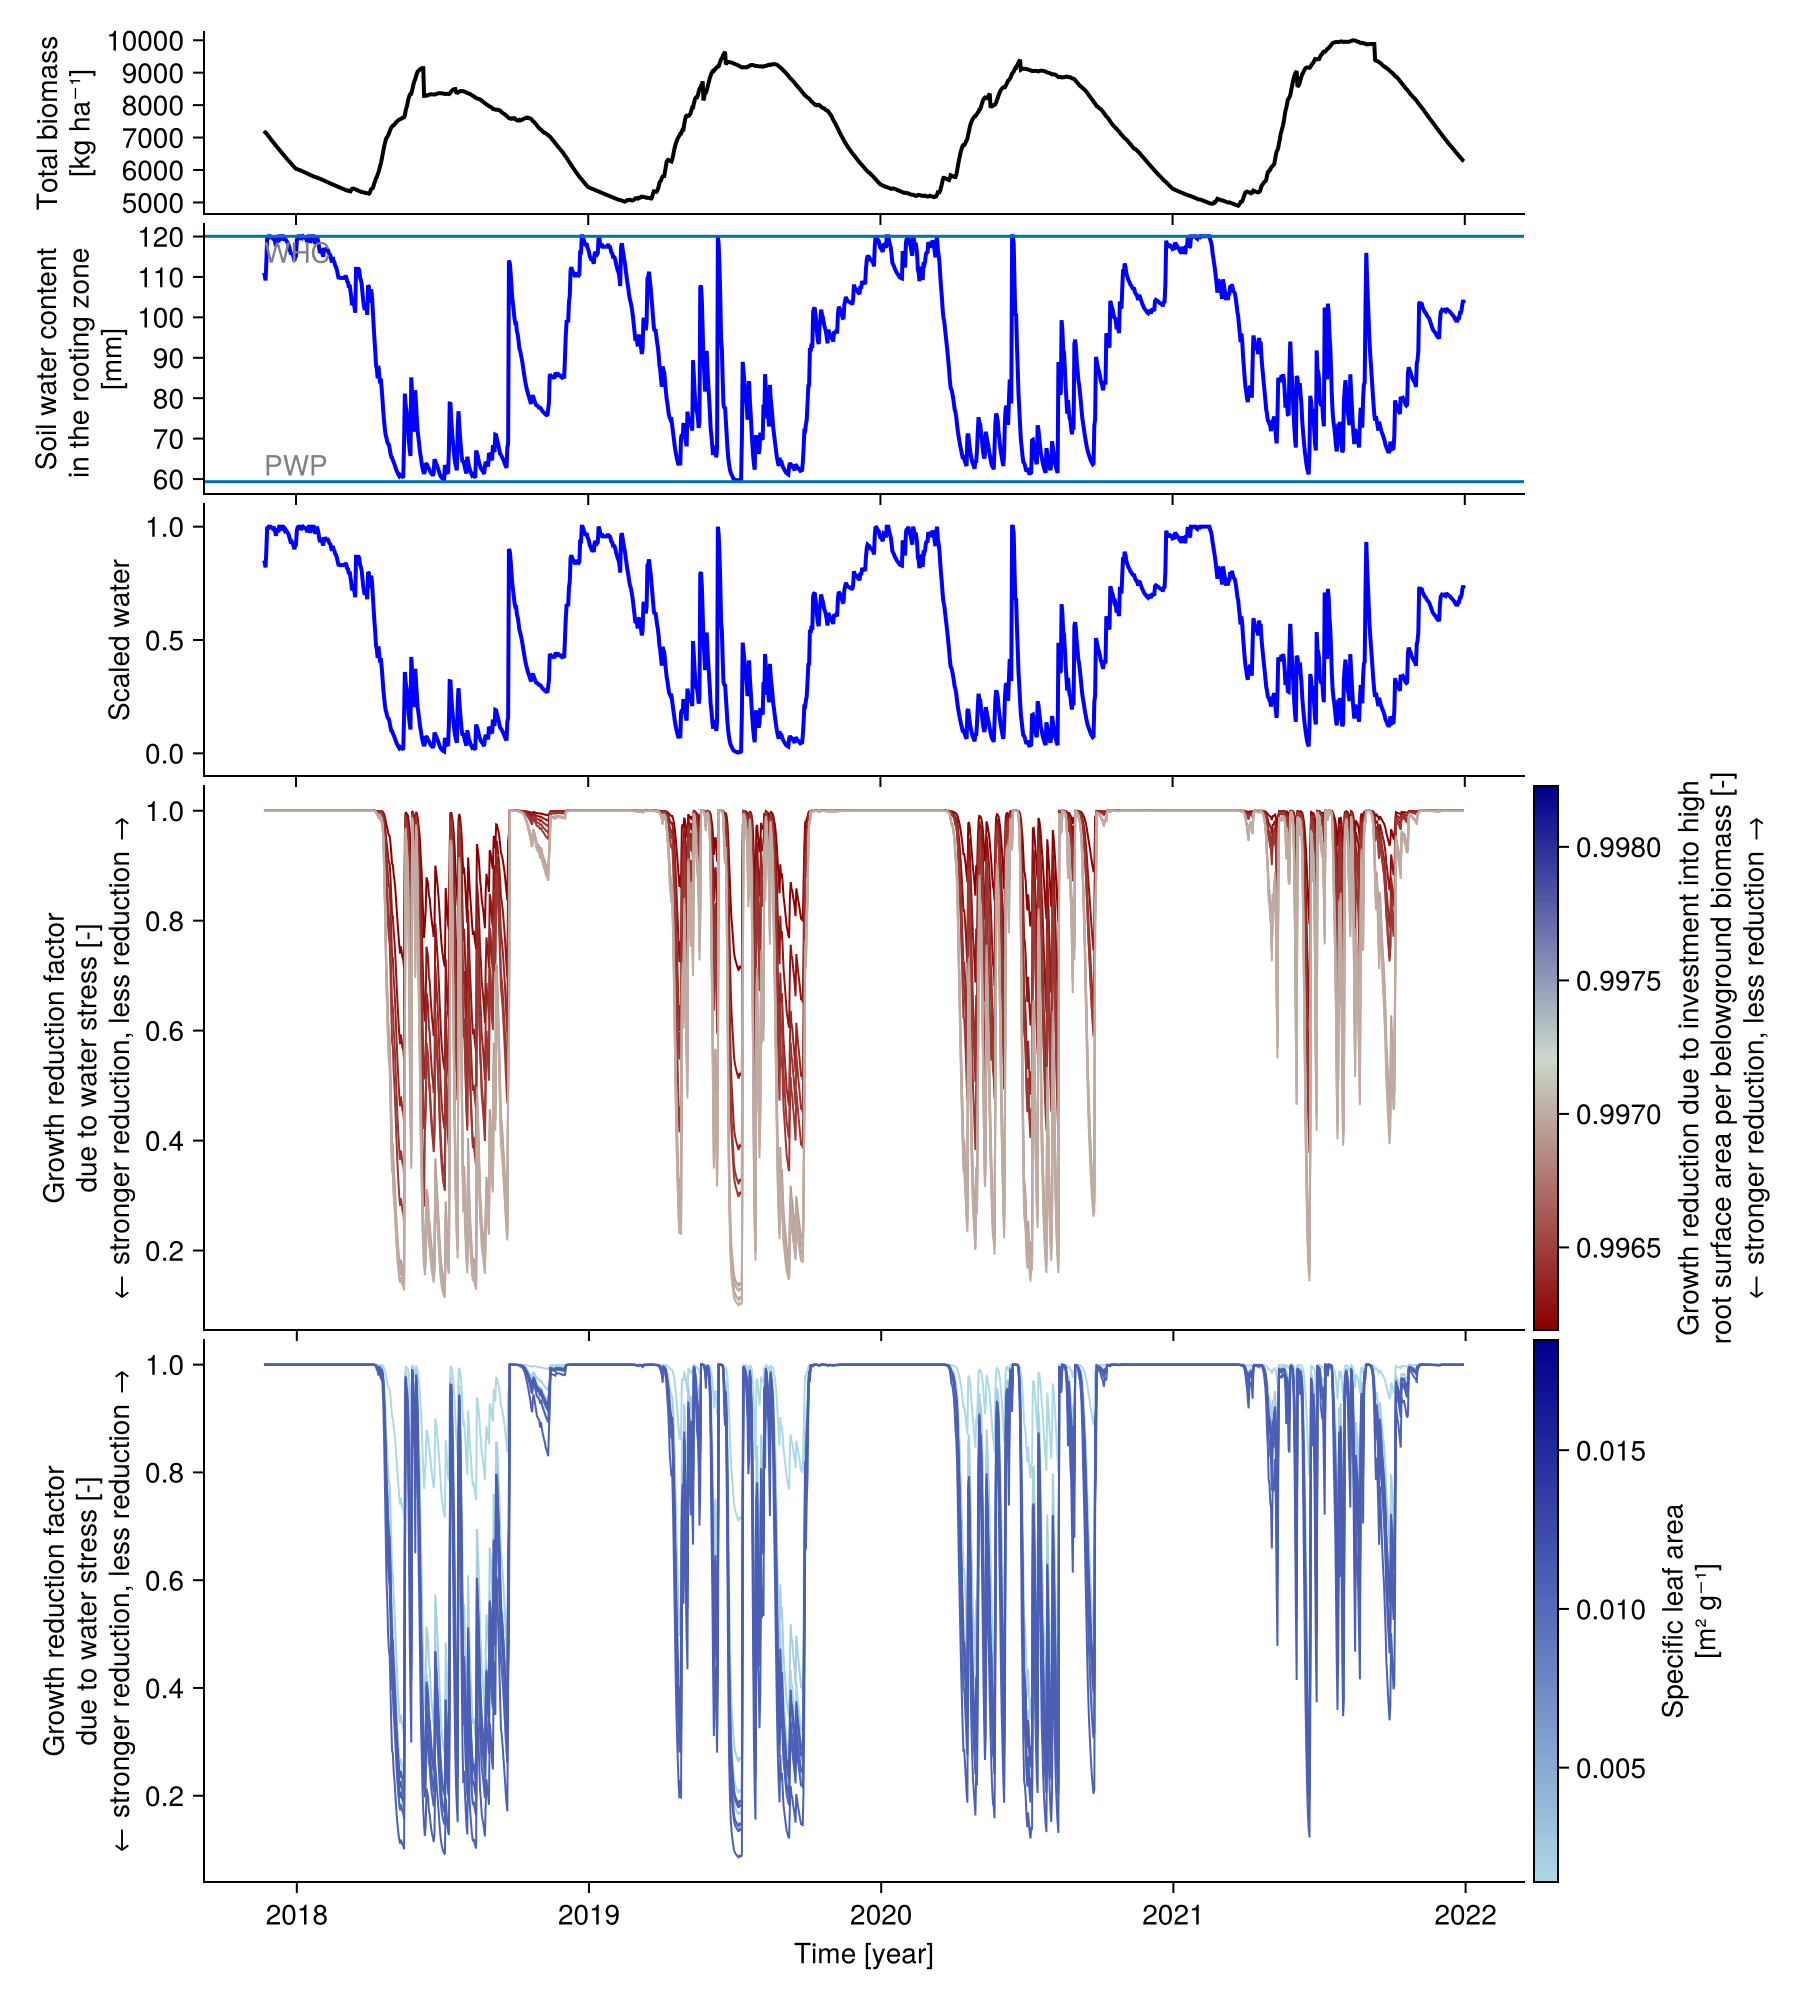 Total biomass
[kg ha⁻¹]
10000
9000
8000
7000
6000
5000
Soil water content
in the rooting zone
[mm]
120
110
100
90
80
70
60
WHC
PWP
Scaled water
1.0
0.5
0.0
Growth reduction factor
due to water stress [-]
← stronger reduction, less reduction →
1.0
0.8
0.6
0.4
0.2
0.9980
0.9975
0.9970
0.9965
Growth reduction due to investment into high
root surface area per belowground biomass [-]
← stronger reduction, less reduction →
Growth reduction factor
due to water stress [-]
← stronger reduction, less reduction →
1.0
0.8
0.6
0.4
0.2
0.015
0.010
0.005
Specific leaf area
[m² g⁻¹]
2018
2019
2020
2021
2022
Time [year]